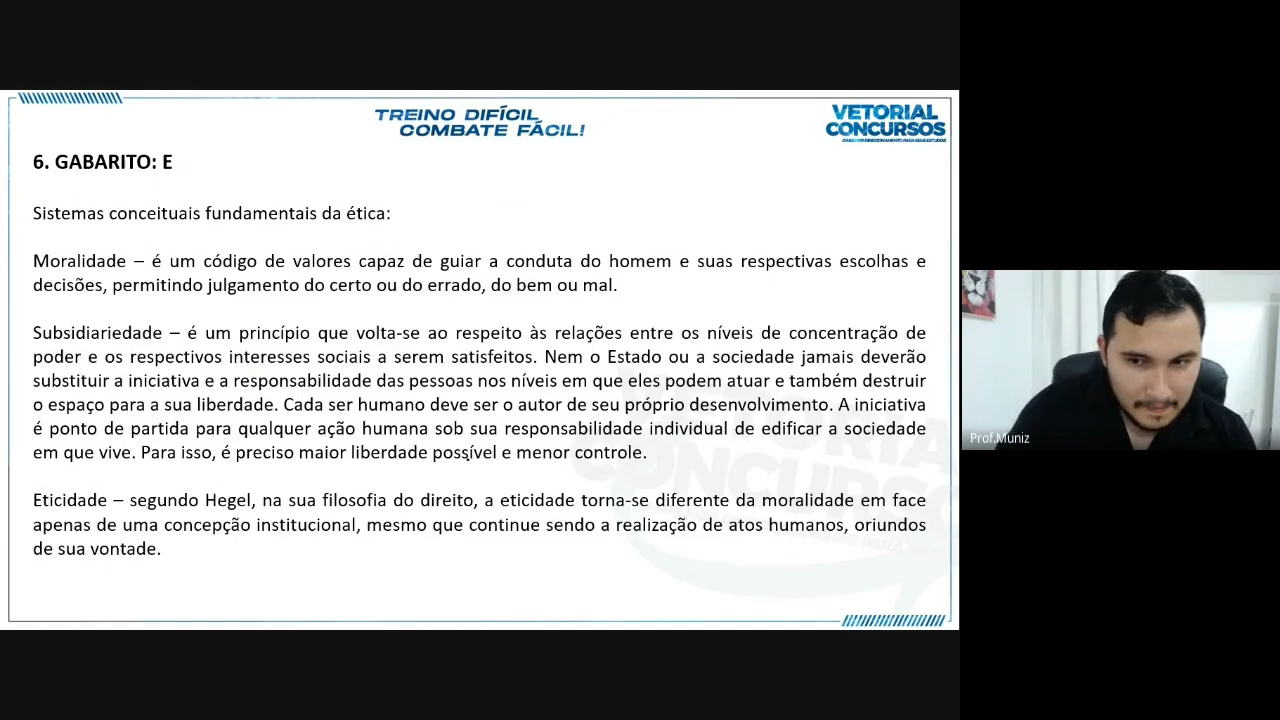 TREINO DIFÍCIL
COMBATE FÁCIL!
VETORIAL
CONCURSOS
6. GABARITO: E
Sistemas conceituais fundamentais da ética:
Moralidade – é um código de valores capaz de guiar a conduta do homem e suas respectivas escolhas e
decisões, permitindo julgamento do certo ou do errado, do bem ou mal.
Subsidiariedade – é um princípio que volta-se ao respeito às relações entre os níveis de concentração de
poder e os respectivos interesses sociais a serem satisfeitos. Nem o Estado ou a sociedade jamais deverão
substituir a iniciativa e a responsabilidade das pessoas nos níveis em que eles podem atuar e também destruir
o espaço para a sua liberdade. Cada ser humano deve ser o autor de seu próprio desenvolvimento. A iniciativa
é ponto de partida para qualquer ação humana sob sua responsabilidade individual de edificar a sociedade
em que vive. Para isso, é preciso maior liberdade possível e menor controle.
Eticidade – segundo Hegel, na sua filosofia do direito, a eticidade torna-se diferente da moralidade em face
apenas de uma concepção institucional, mesmo que continue sendo a realização de atos humanos, oriundos
de sua vontade.
Prof.Muniz